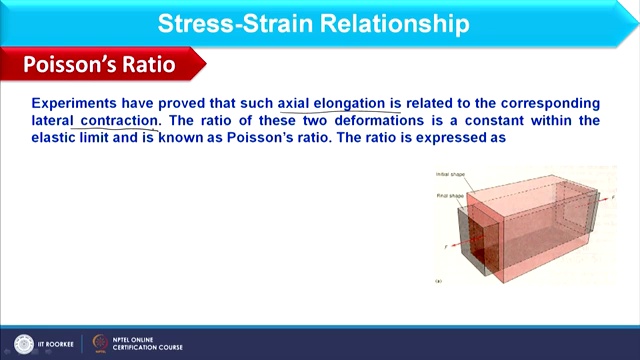 Stress-Strain Relationship
Poisson's Ratio
Experiments have proved that such axial elongation is related to the corresponding
lateral contraction. The ratio of these two deformations is a constant within the
elastic limit and is known as Poisson's ratio. The ratio is expressed as
Initial shape
Final shape
F
F
(a)
IIT ROORKEE
NPTEL ONLINE
CERTIFICATION COURSE